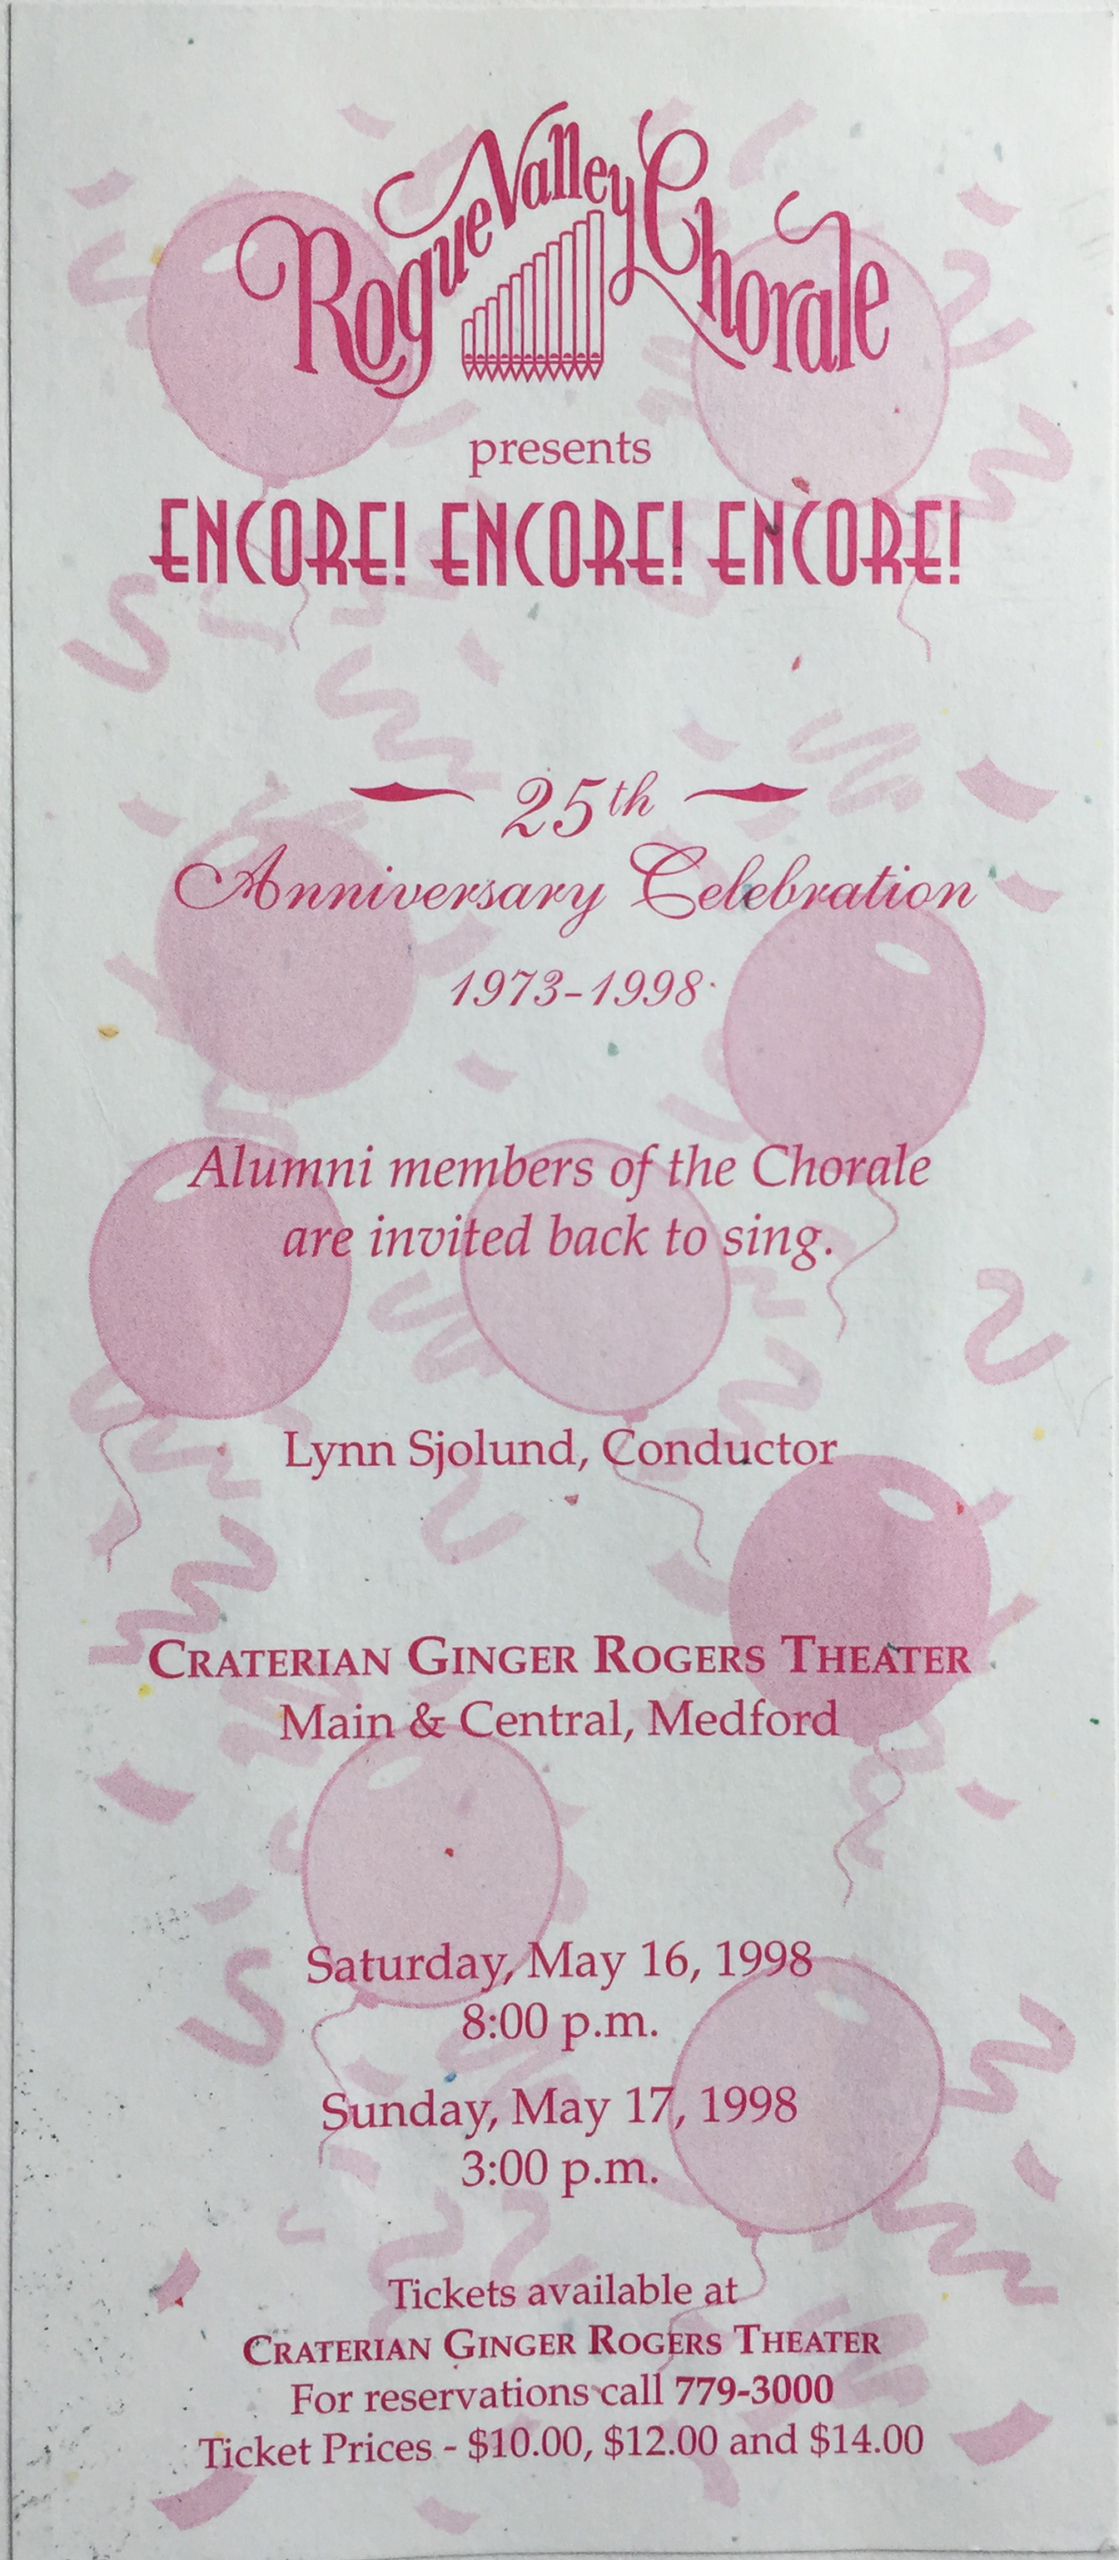 Rogue Valley Chorale
presents
ENCORE! ENCORE! ENCORE!
25th
Anniversary Celebration
1973-1998
Alumni members of the Chorale
are invited back to sing.
Lynn Sjolund, Conductor
CRATERIAN GINGER ROGERS THEATER
Main & Central, Medford
Saturday, May 16, 1998
8:00 p.m.
Sunday, May 17, 1998
3:00 p.m.
Tickets available at
CRATERIAN GINGER ROGERS THEATER
For reservations call 779-3000
Ticket Prices - $10.00, $12.00 and $14.00